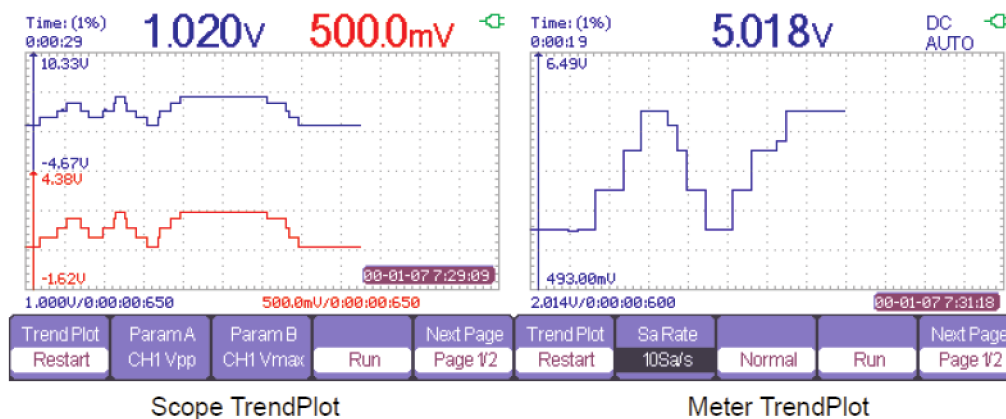 Time: (1%)
0:00:29
1.020V
500.0mV
10.33V
-4.67V
4.38V
-1.62V
00-01-07 7:29:09
1.000V/0:00:00:650
500.0mV/0:00:00:650
Trend Plot
Restart
Param A
CH1 Vpp
Param B
CH1 Vmax
Run
Next Page
Page 1/2
Scope TrendPlot
Time: (1%)
0:00:19
5.018V
DC
AUTO
6.49V
493.00mV
2.014V/0:00:00:600
00-01-07 7:31:18
Trend Plot
Restart
Sa Rate
10Sa/s
Normal
Run
Next Page
Page 1/2
Meter TrendPlot